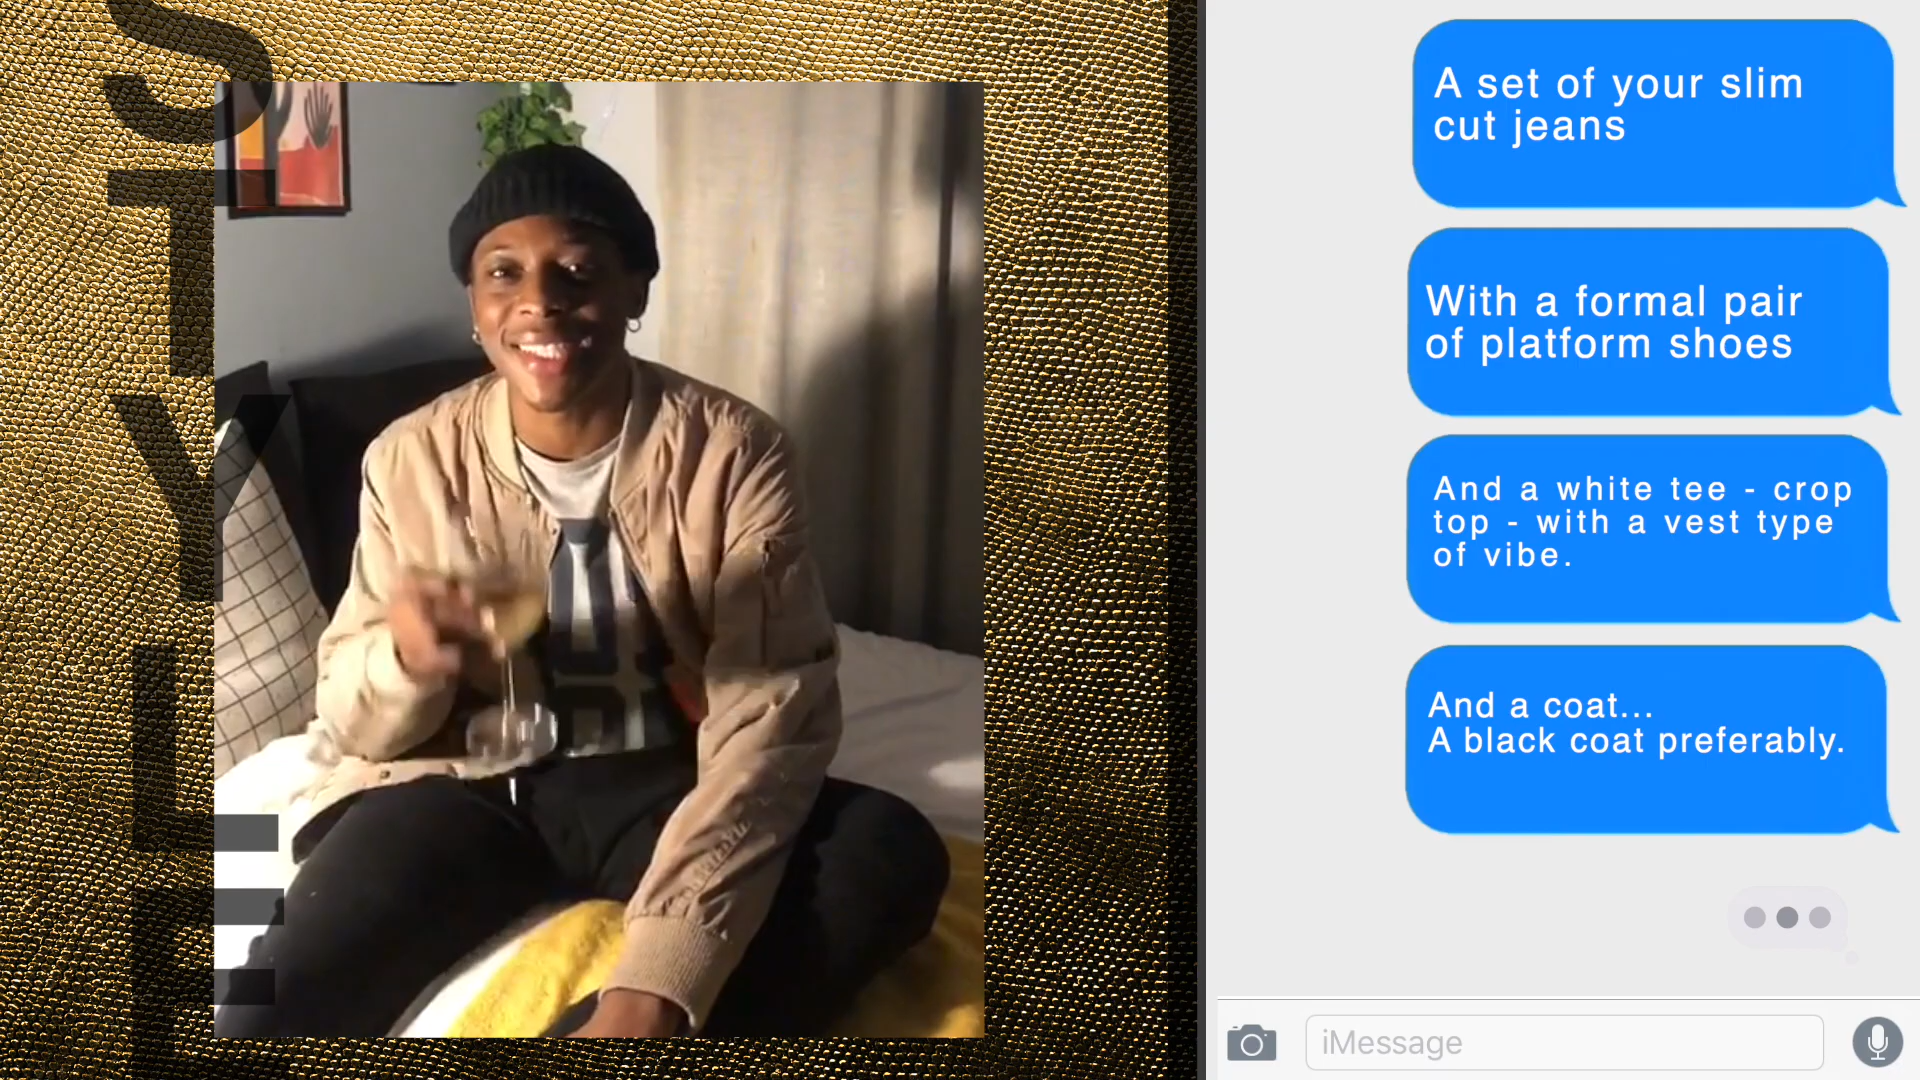 STYLE
A set of your slim
cut jeans
With a formal pair
of platform shoes
And a white tee - crop
top - with a vest type
of vibe.
And a coat...
A black coat preferably.
iMessage